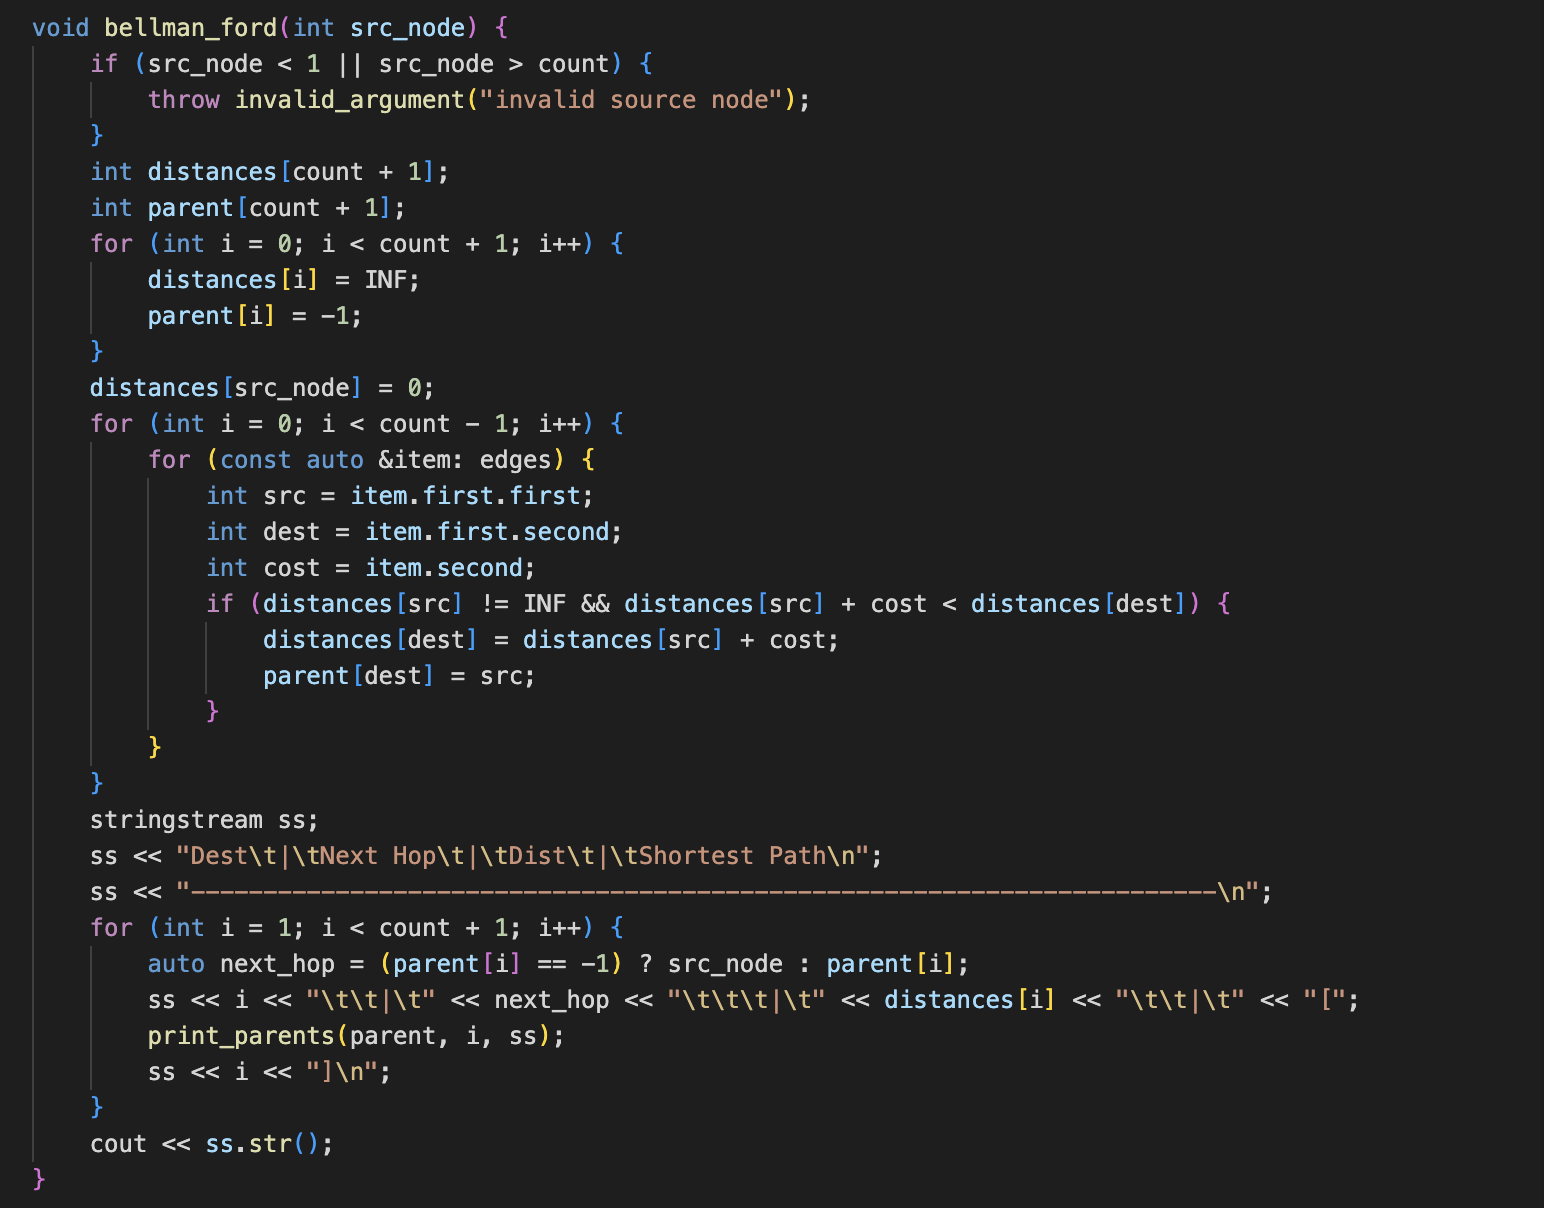 void bellman_ford(int src_node) {
    if (src_node < 1 || src_node > count) {
        throw invalid_argument("invalid source node");
    }
    int distances[count + 1];
    int parent[count + 1];
    for (int i = 0; i < count + 1; i++) {
        distances[i] = INF;
        parent[i] = -1;
    }
    distances[src_node] = 0;
    for (int i = 0; i < count - 1; i++) {
        for (const auto &item: edges) {
            int src = item.first.first;
            int dest = item.first.second;
            int cost = item.second;
            if (distances[src] != INF && distances[src] + cost < distances[dest]) {
                distances[dest] = distances[src] + cost;
                parent[dest] = src;
            }
        }
    }
    stringstream ss;
    ss << "Dest\t|\tNext Hop\t|\tDist\t|\tShortest Path\n";
    ss << "-----------------------------------------------------------------------\n";
    for (int i = 1; i < count + 1; i++) {
        auto next_hop = (parent[i] == -1) ? src_node : parent[i];
        ss << i << "\t\t|\t" << next_hop << "\t\t\t|\t" << distances[i] << "\t\t|\t" << "[";
        print_parents(parent, i, ss);
        ss << i << "]\n";
    }
    cout << ss.str();
}